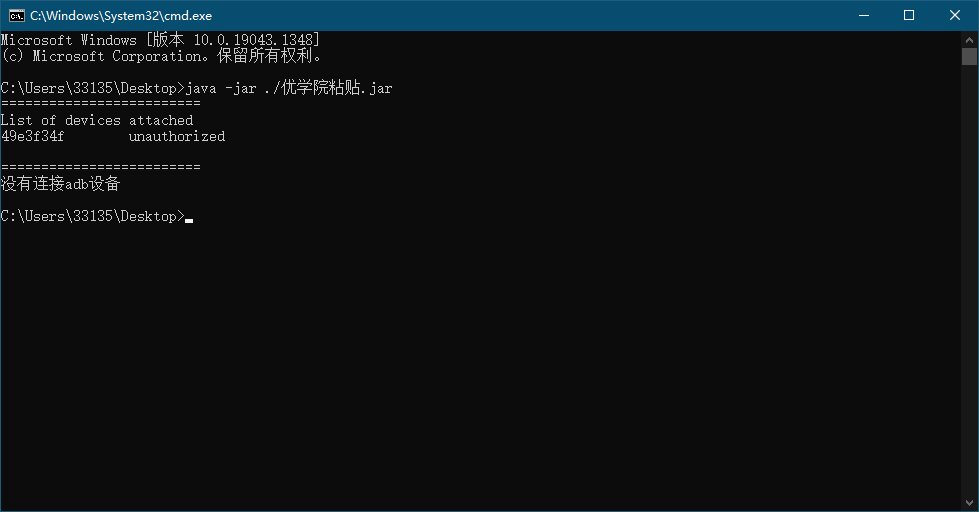 C:\Windows\System32\cmd.exe
Microsoft Windows [版本 10.0.19043.1348]
(c) Microsoft Corporation。保留所有权利。
C:\Users\33135\Desktop>java -jar ./优学院粘贴.jar
=========================
List of devices attached
49e3f34f        unauthorized
=========================
没有连接adb设备
C:\Users\33135\Desktop>